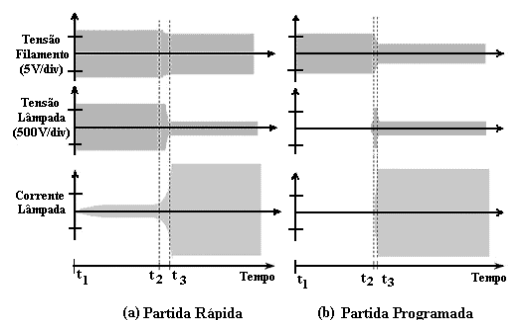 Tensão
Filamento
(5V/div)
Tensão
Lâmpada
(500V/div)
Corrente
Lâmpada
t1 t2 t3 Tempo
t1 t2 t3 Tempo
(a) Partida Rápida
(b) Partida Programada